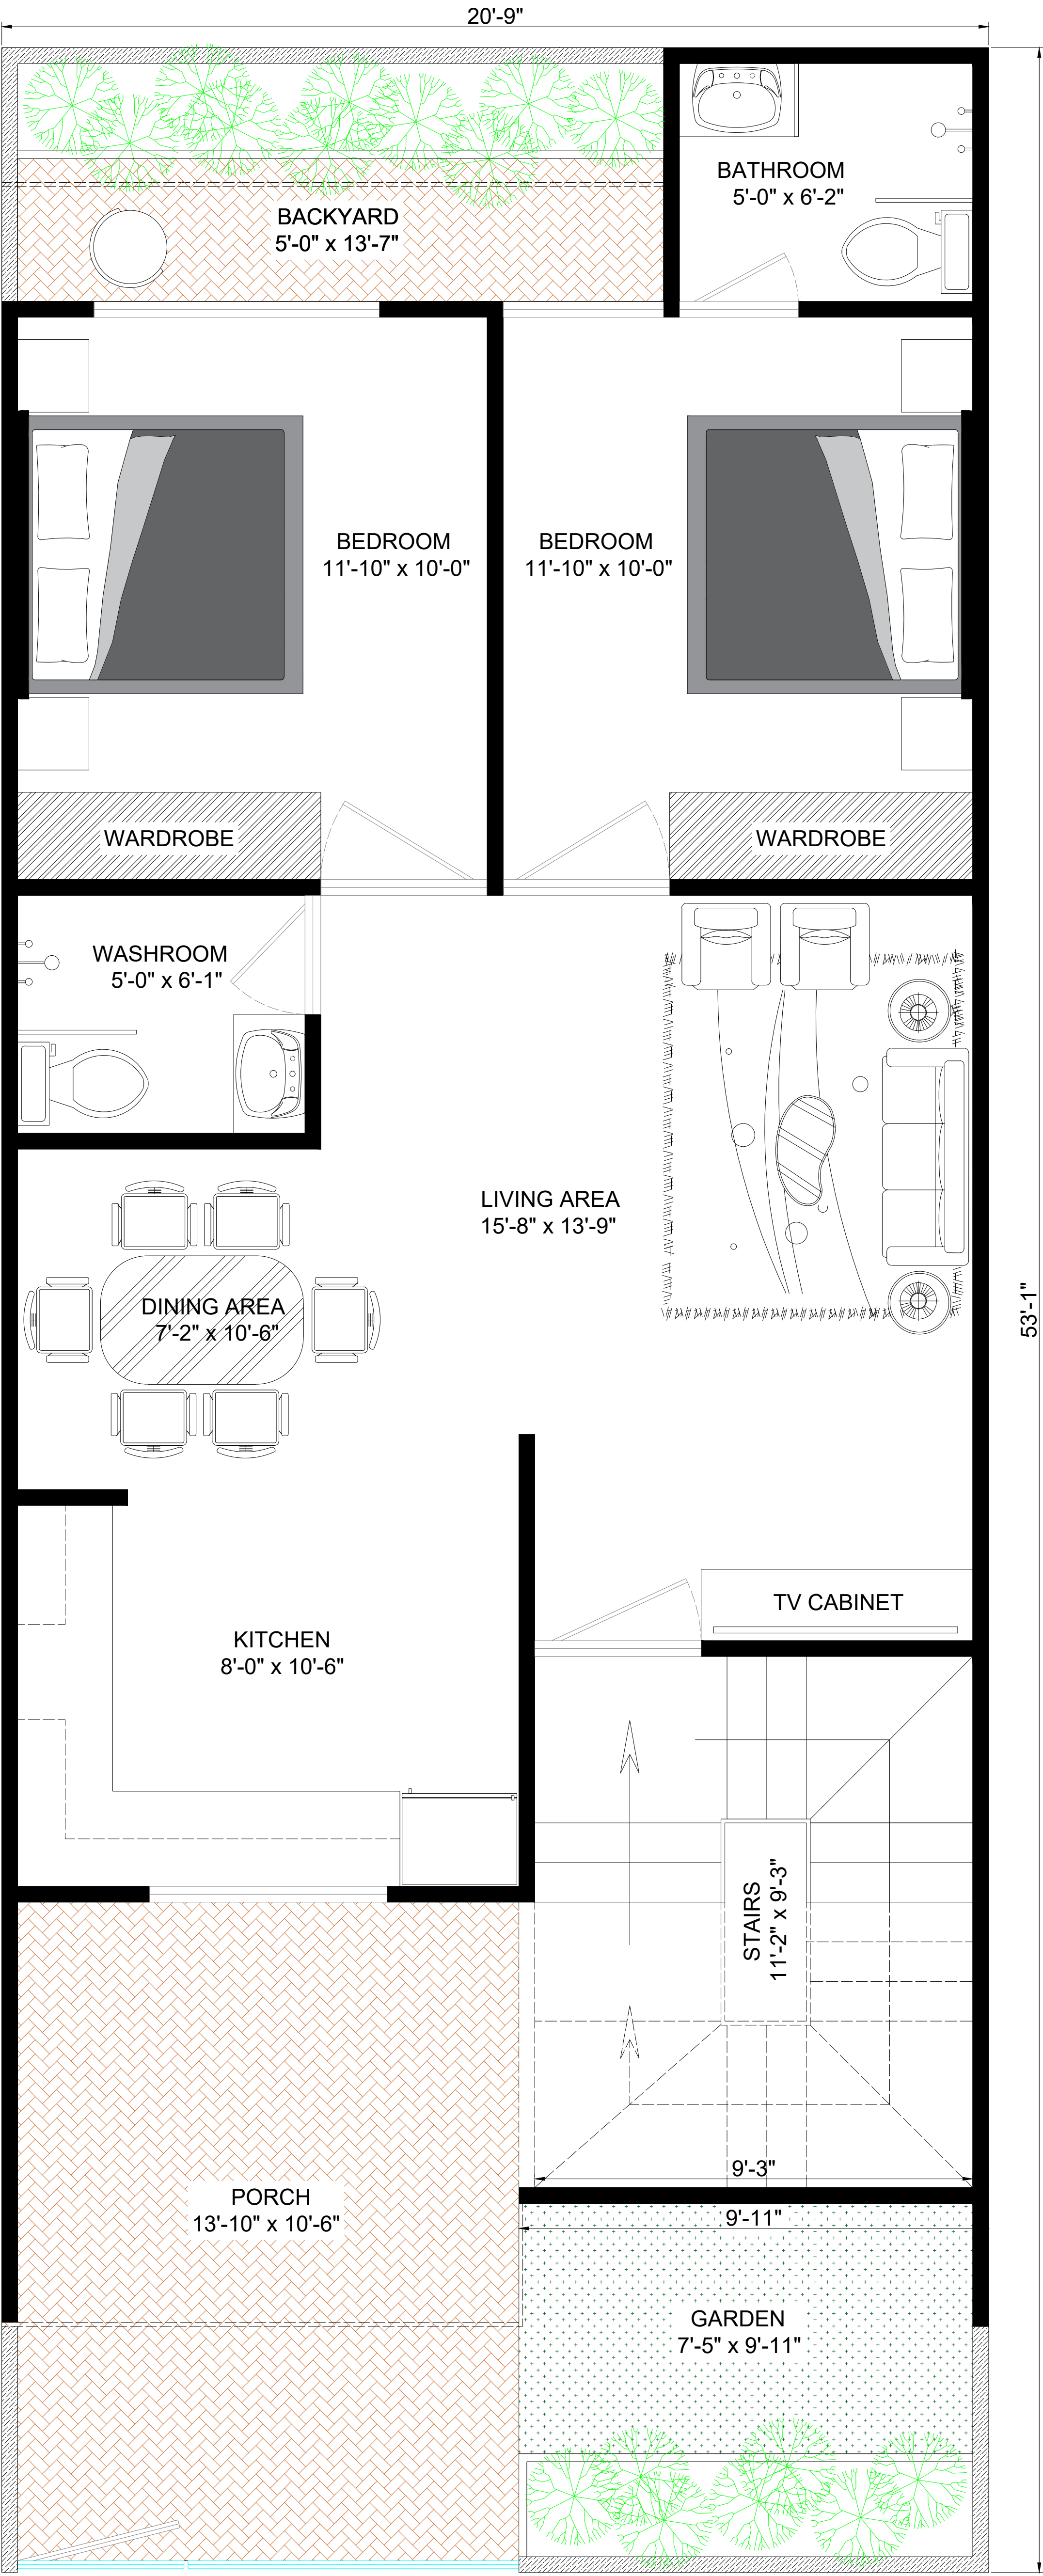 20'-9"
BATHROOM
5'-0" x 6'-2"
BACKYARD
5'-0" x 13'-7"
BEDROOM
11'-10" x 10'-0"
BEDROOM
11'-10" x 10'-0"
WARDROBE
WARDROBE
WASHROOM
5'-0" x 6'-1"
LIVING AREA
15'-8" x 13'-9"
DINING AREA
7'-2" x 10'-6"
53'-1"
TV CABINET
KITCHEN
8'-0" x 10'-6"
STAIRS
11'-2" x 9'-3"
9'-3"
PORCH
13'-10" x 10'-6"
9'-11"
GARDEN
7'-5" x 9'-11"